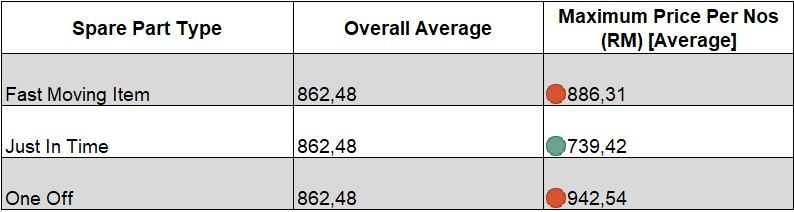 Spare Part Type Overall Average Maximum Price Per Nos
(RM) [Average]
Fast Moving Item 862,48 886,31
Just In Time 862,48 739,42
One Off 862,48 942,54